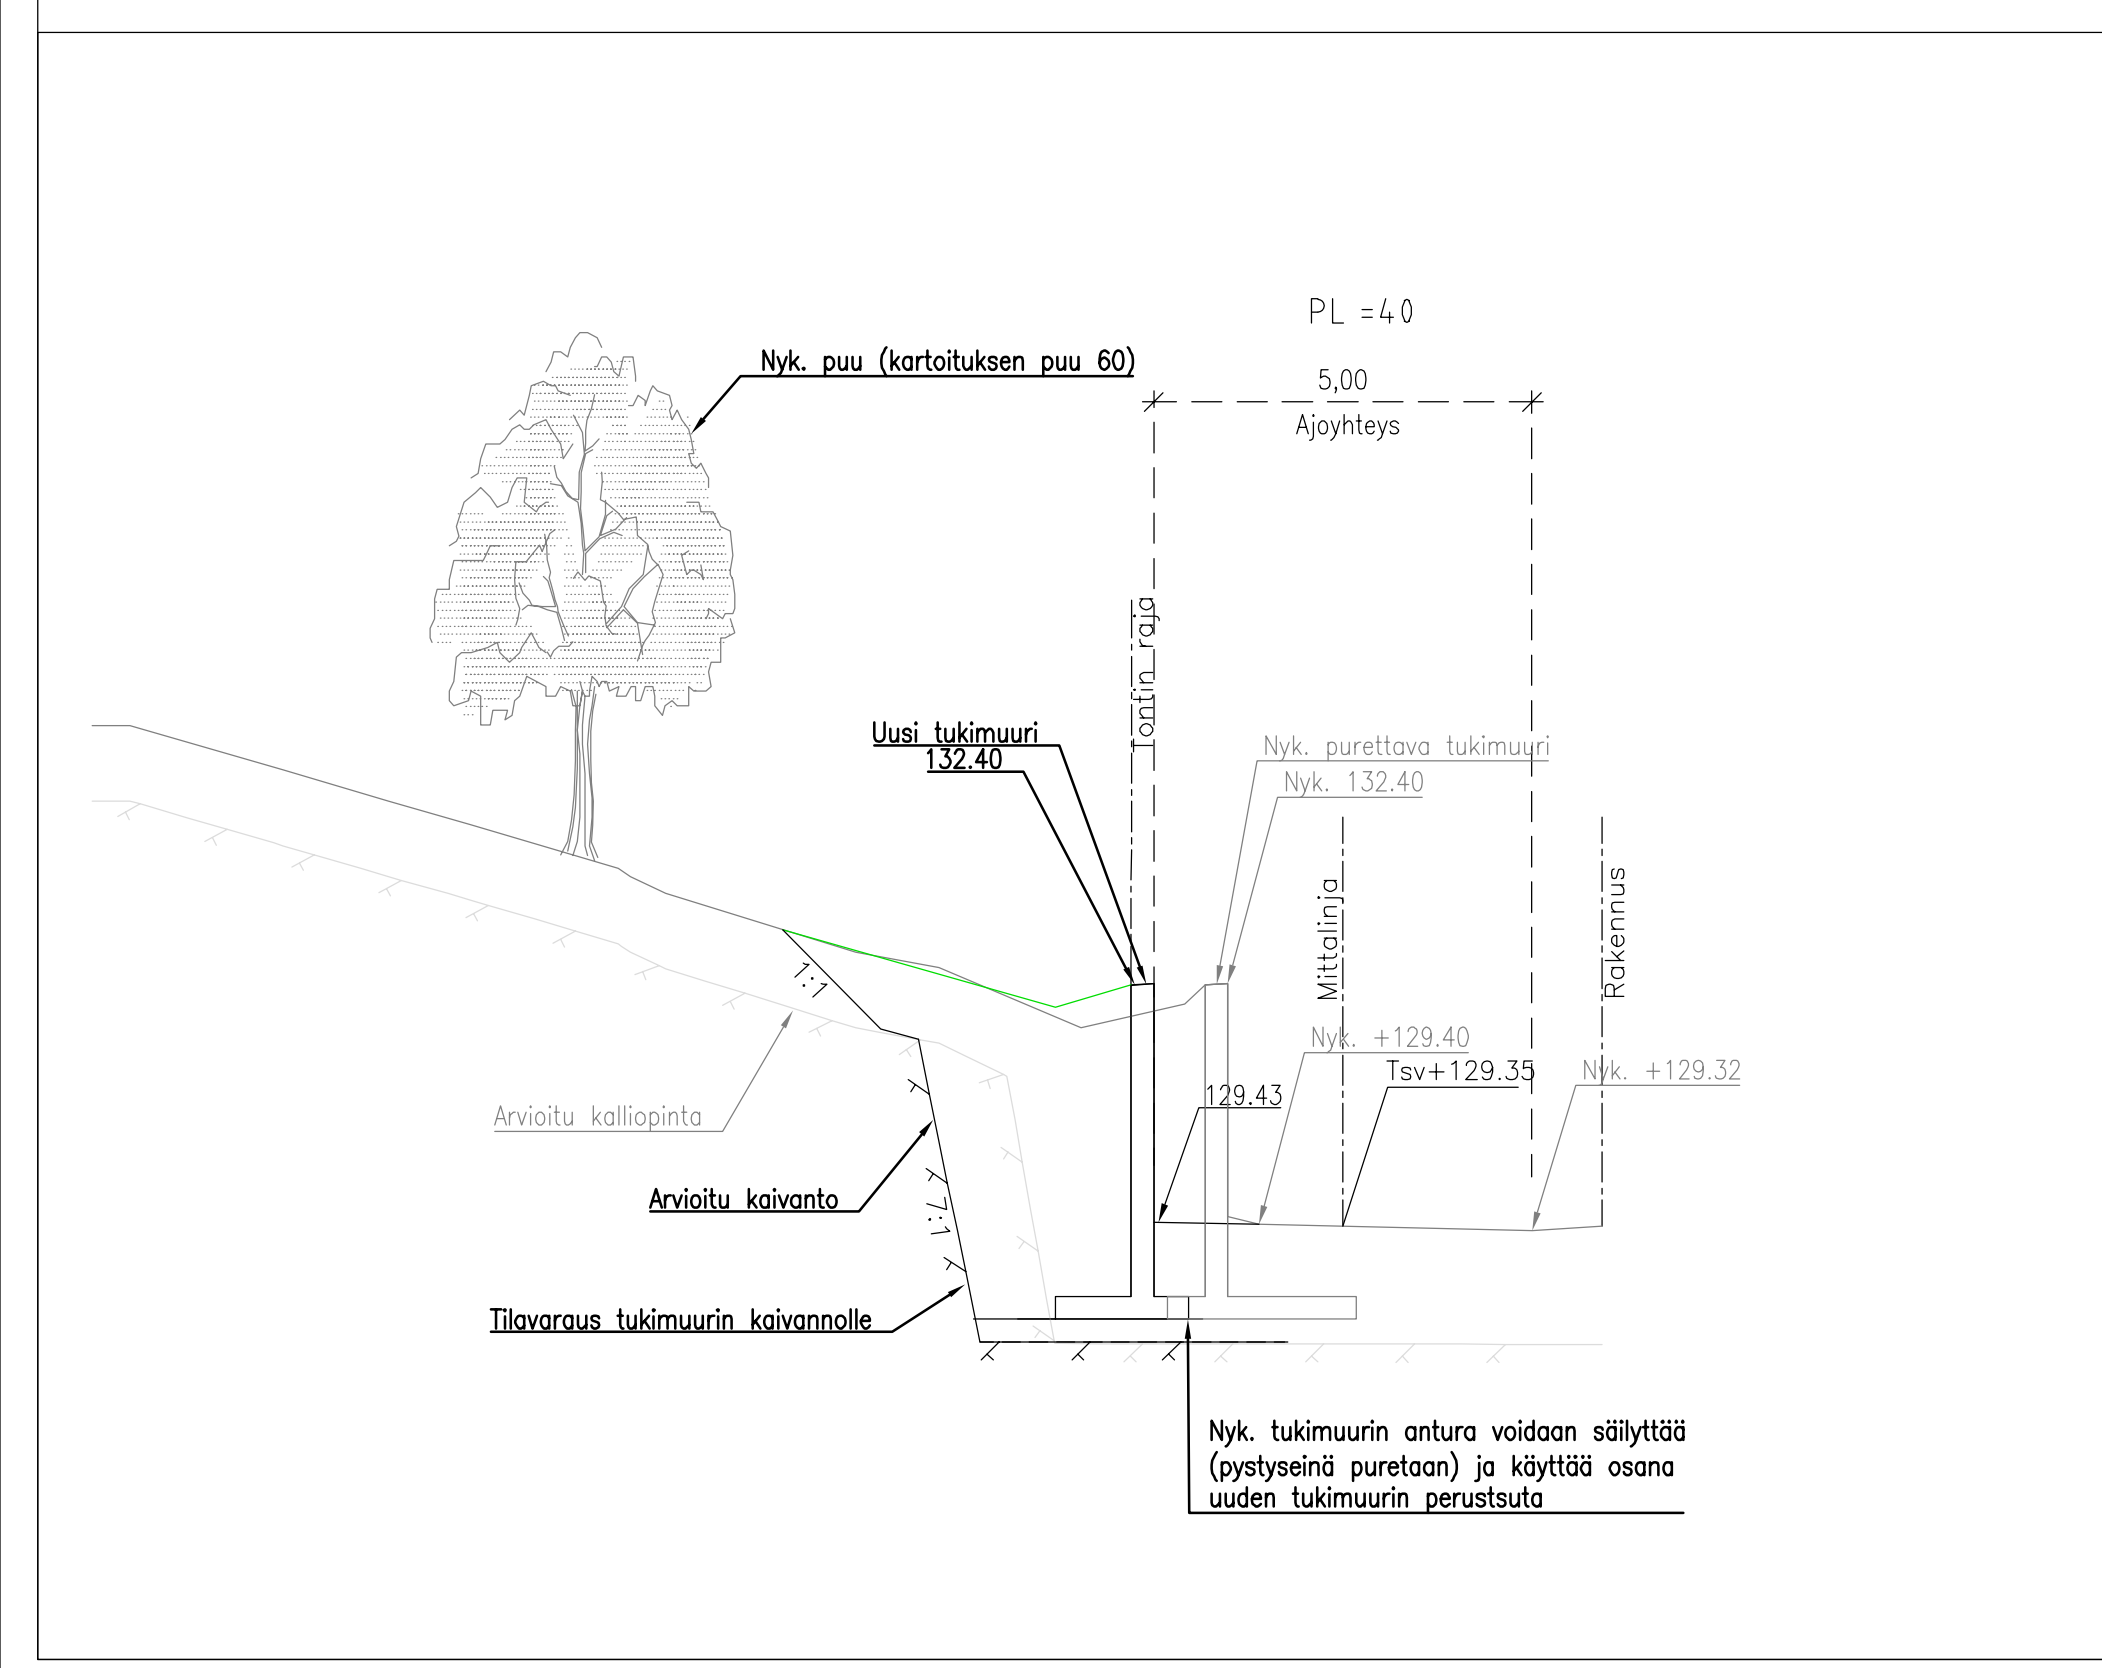 PL =40
Nyk. puu (kartoituksen puu 60)
5,00
Ajoyhteys
Tontin raja
Uusi tukimuuri
132.40
Nyk. purettava tukimuuri
Nyk. 132.40
Mittalinja
Rakennus
1:1
Nyk. +129.40
Tsv+129.35
Nyk. +129.32
129.43
Arvioitu kalliopinta
Arvioitu kaivanto
7:1
Tilavaraus tukimuurin kaivannolle
Nyk. tukimuurin antura voidaan säilyttää
(pystyseinä puretaan) ja käyttää osana
uuden tukimuurin perustsuta